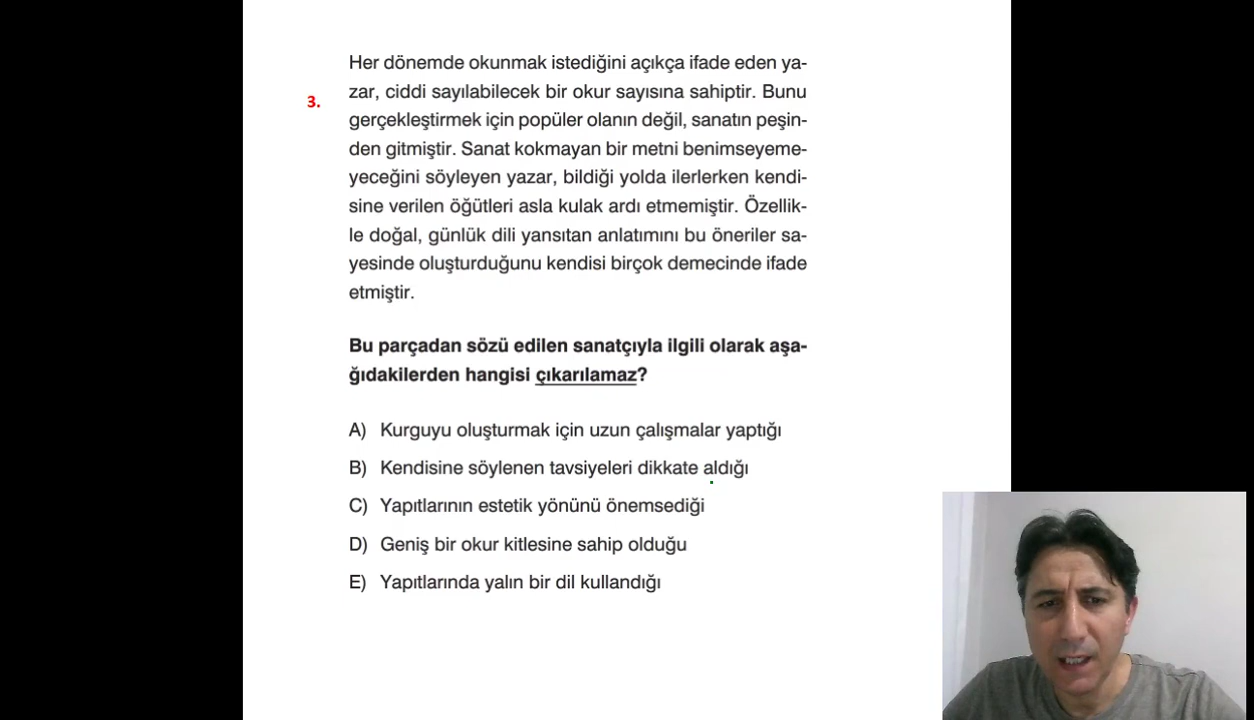 Her dönemde okunmak istediğini açıkça ifade eden ya-
zar, ciddi sayılabilecek bir okur sayısına sahiptir. Bunu
3.
gerçekleştirmek için popüler olanın değil, sanatın peşin-
den gitmiştir. Sanat kokmayan bir metni benimseyeme-
yeceğini söyleyen yazar, bildiği yolda ilerlerken kendi-
sine verilen öğütleri asla kulak ardı etmemiştir. Özellik-
le doğal, günlük dili yansıtan anlatımını bu öneriler sa-
yesinde oluşturduğunu kendisi birçok demecinde ifade
etmiştir.
Bu parçadan sözü edilen sanatçıyla ilgili olarak aşa-
ğıdakilerden hangisi çıkarılamaz?
A) Kurguyu oluşturmak için uzun çalışmalar yaptığı
B) Kendisine söylenen tavsiyeleri dikkate aldığı
C) Yapıtlarının estetik yönünü önemsediği
D) Geniş bir okur kitlesine sahip olduğu
E) Yapıtlarında yalın bir dil kullandığı